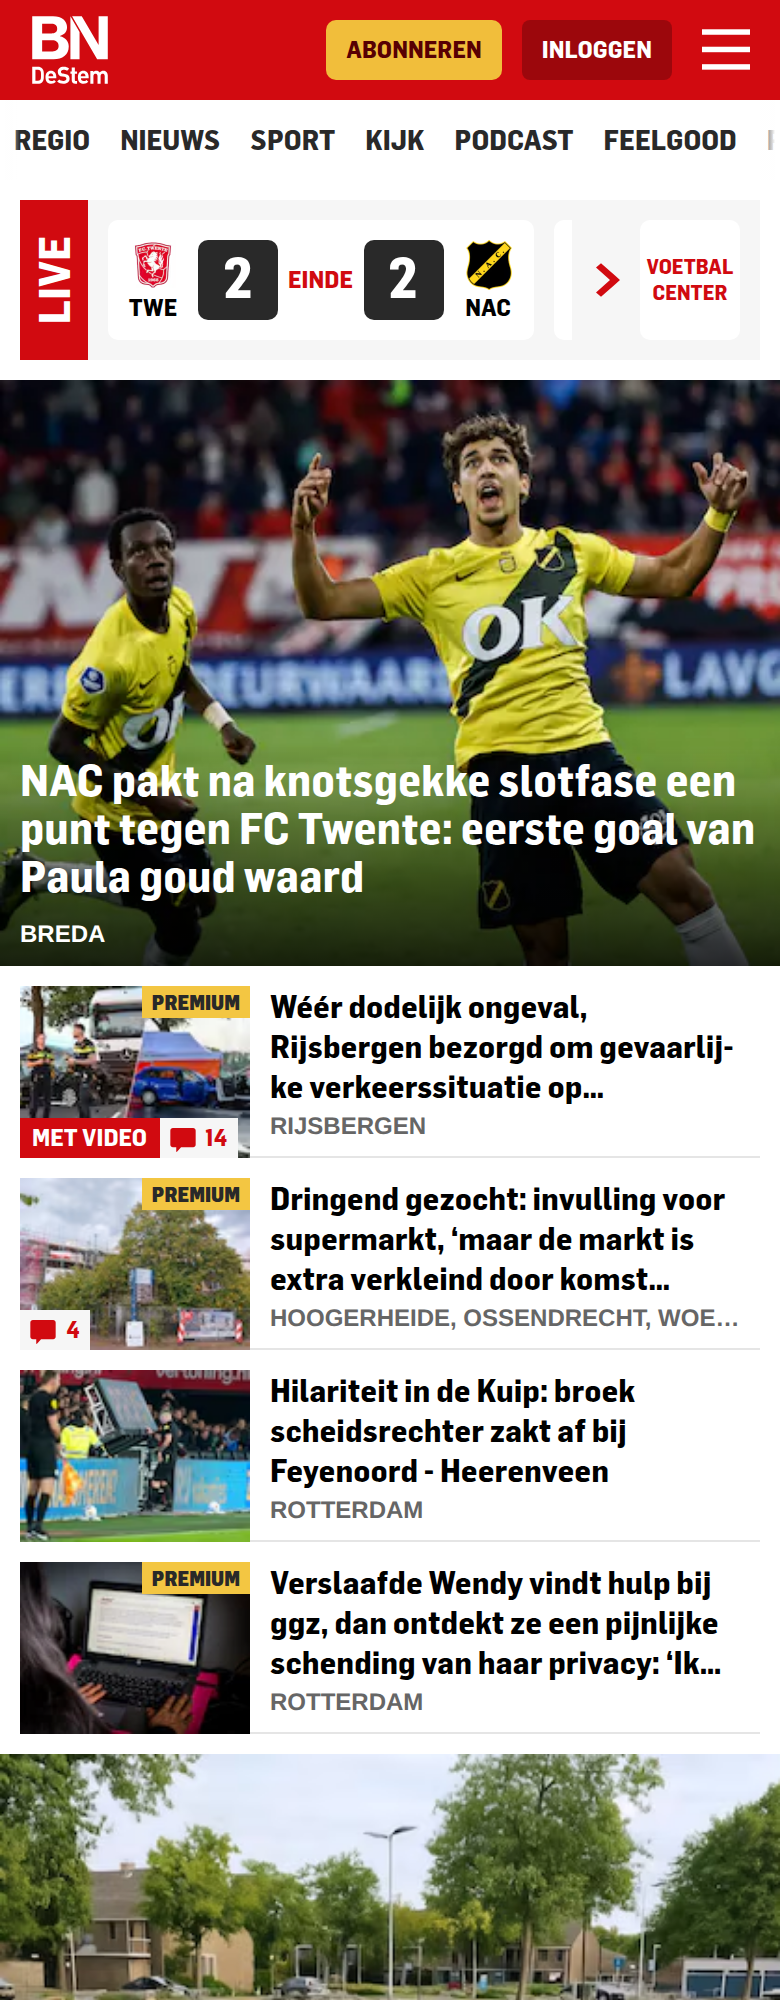 BN
DeStem
ABONNEREN
INLOGGEN
REGIO NIEUWS SPORT KIJK PODCAST FEELGOOD
LIVE
TWE
2
EINDE
2
NAC
VOETBAL
CENTER
OK
NAC pakt na knotsgekke slotfase een
punt tegen FC Twente: eerste goal van
Paula goud waard
BREDA
PREMIUM
MET VIDEO
14
Wéér dodelijk ongeval,
Rijsbergen bezorgd om gevaarlij-
ke verkeerssituatie op...
RIJSBERGEN
PREMIUM
4
Dringend gezocht: invulling voor
supermarkt, ‘maar de markt is
extra verkleind door komst...
HOOGERHEIDE, OSSENDRECHT, WOE...
Hilariteit in de Kuip: broek
scheidsrechter zakt af bij
Feyenoord - Heerenveen
ROTTERDAM
PREMIUM
Verslaafde Wendy vindt hulp bij
ggz, dan ontdekt ze een pijnlijke
schending van haar privacy: ‘Ik...
ROTTERDAM